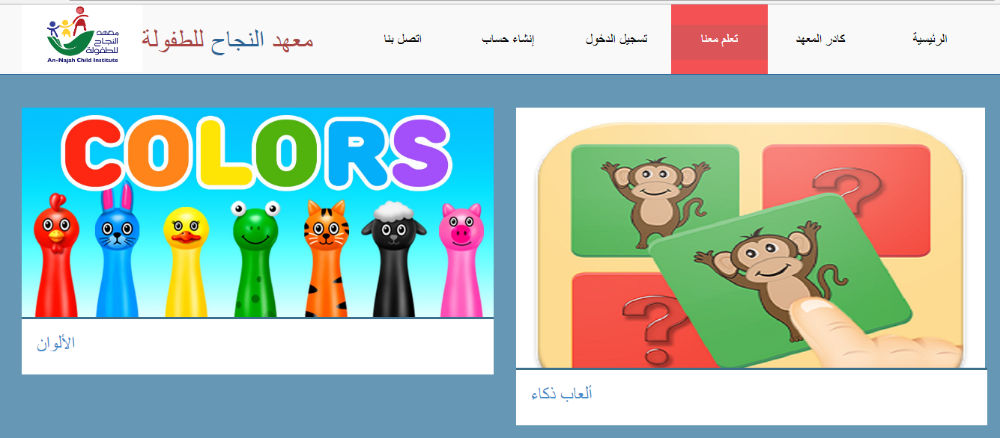 الرئيسية
كادر المعهد
تعلم معنا
تسجيل الدخول
إنشاء حساب
اتصل بنا
معهد النجاح للطفولة
معهد
النجاح
للطفولة
An-Najah Child Institute
? ?
COLORS
ألعاب ذكاء
الألوان